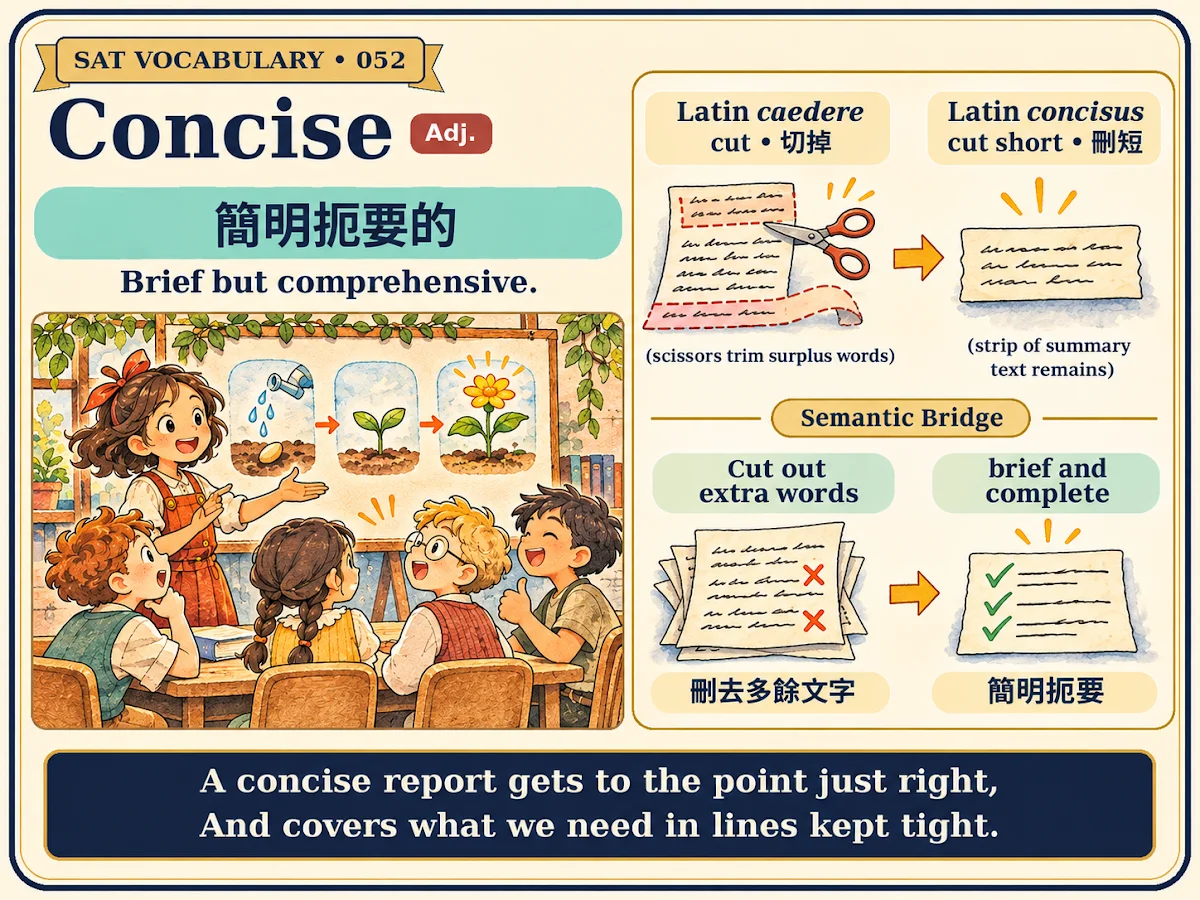 SAT VOCABULARY • 052
Concise
Adj.
簡明扼要的
Brief but comprehensive.
Latin caedere
cut • 切掉
Latin concisus
cut short • 刪短
(scissors trim surplus words)
(strip of summary
text remains)
Semantic Bridge
Cut out
extra words
brief and
complete
刪去多餘文字
簡明扼要
A concise report gets to the point just right,
And covers what we need in lines kept tight.